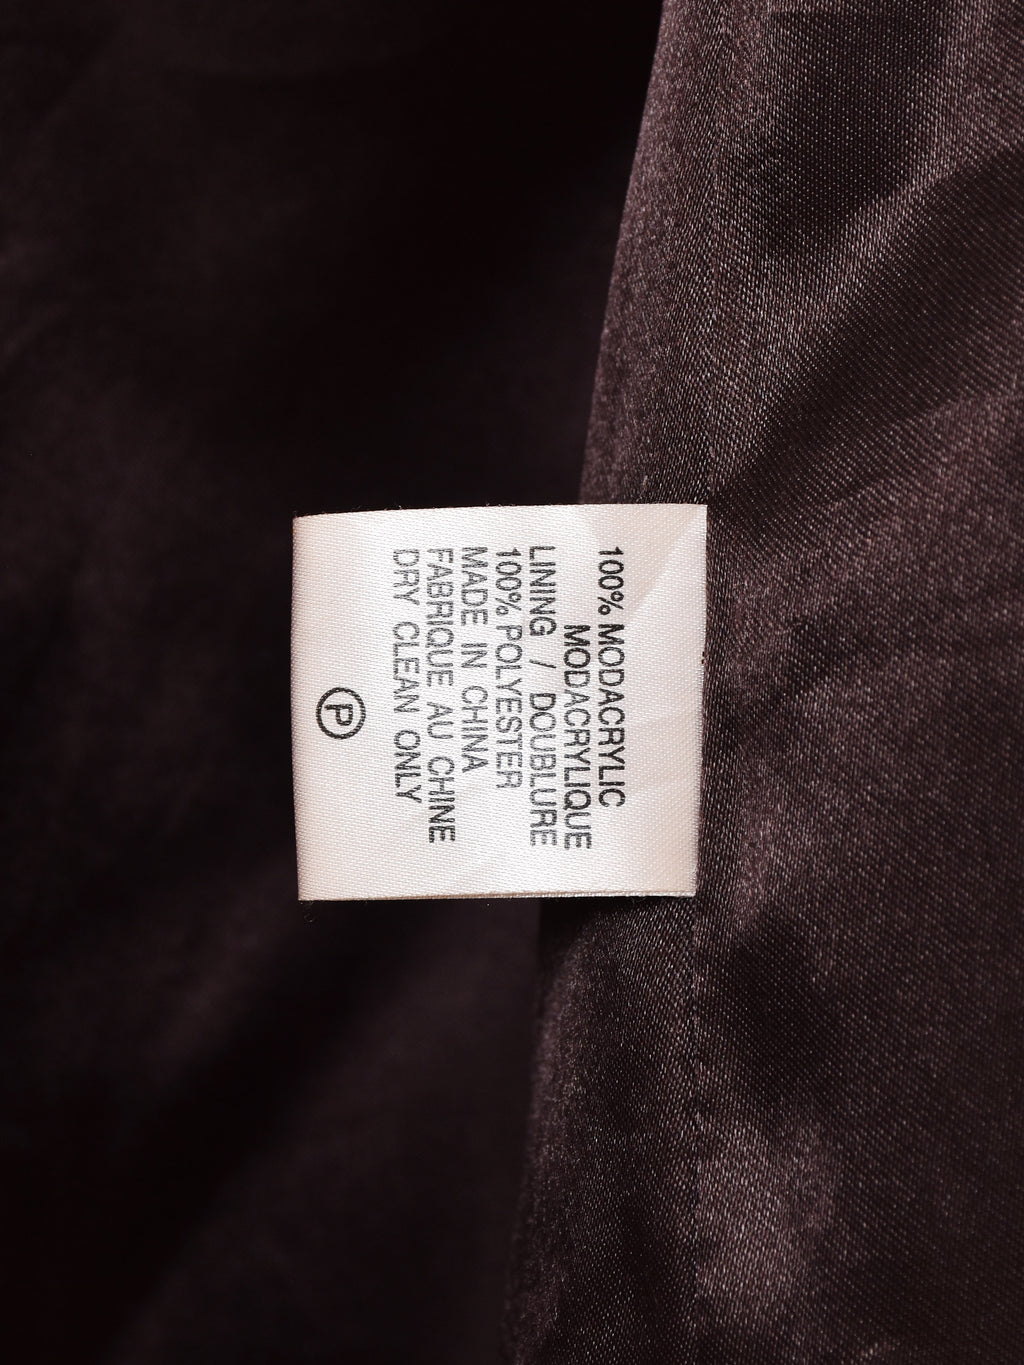 100% MODACRYLIC
MODACRYLIQUE
LINING / DOUBLURE
100% POLYESTER
MADE IN CHINA
FABRIQUE AU CHINE
DRY CLEAN ONLY
P